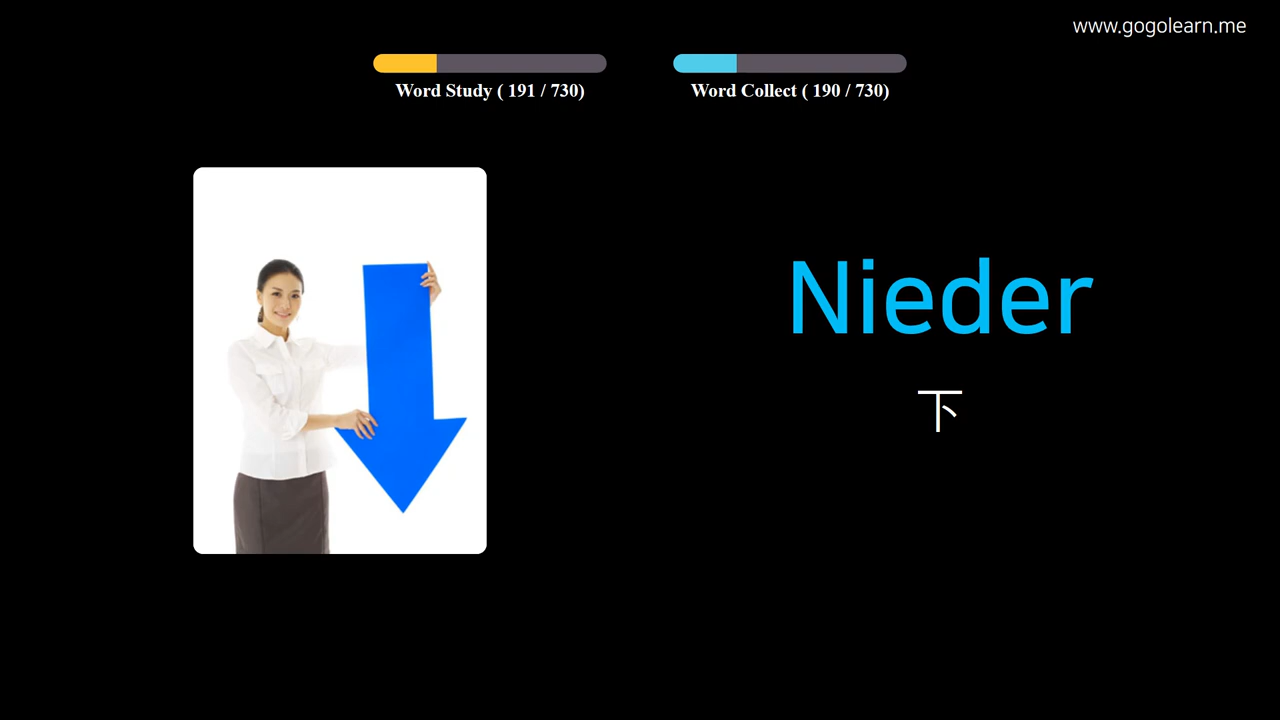 www.gogolearn.me
Word Study ( 191 / 730)
Word Collect ( 190 / 730)
Nieder
下